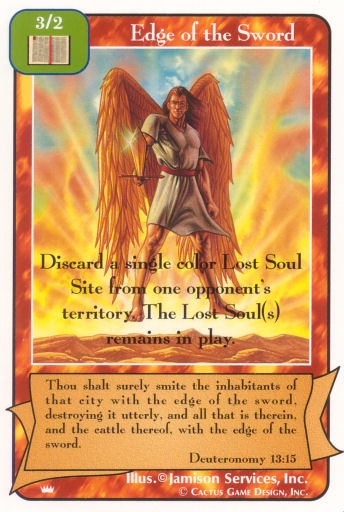 3/2
Edge of the Sword
Discard a single color Lost Soul
Site from one opponent's
territory. The Lost Soul(s)
remains in play.
Thou shalt surely smite the inhabitants of
that city with the edge of the sword,
destroying it utterly, and all that is therein,
and the cattle thereof, with the edge of the
sword.
Deuteronomy 13:15
Illus.©Jamison Services, Inc.
© Cactus Game Design, Inc.